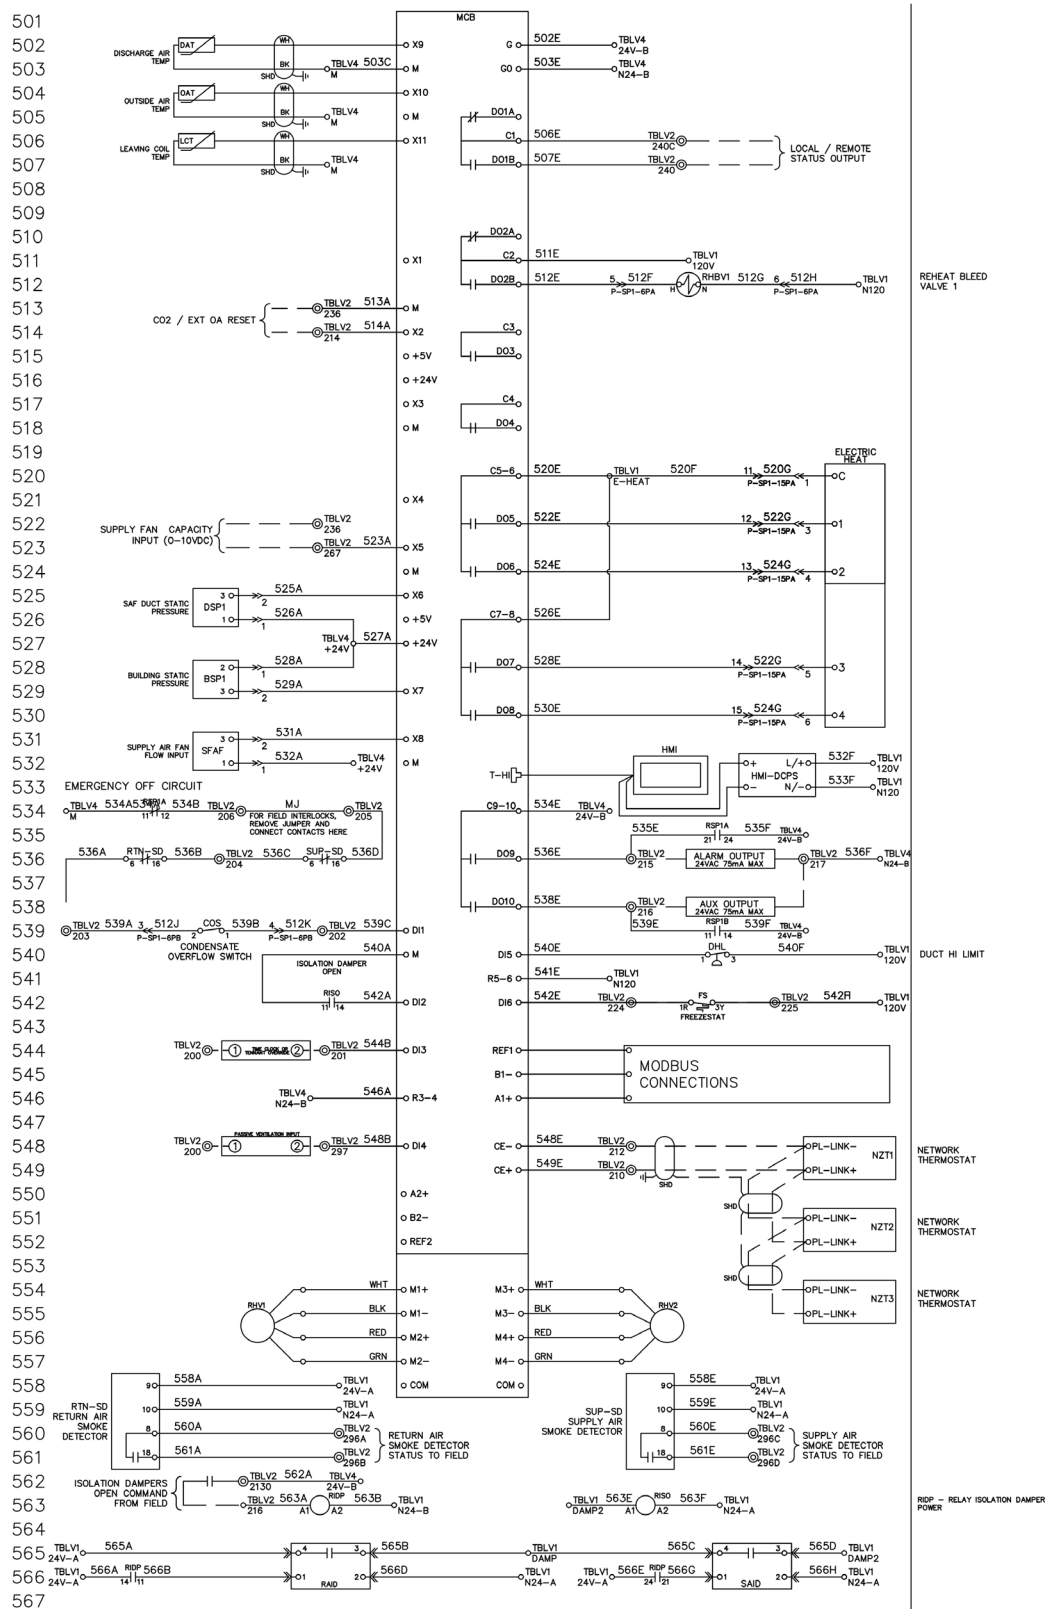 501 MCB
502 DISCHARGE AIR TEMP DAT WH X9 G 502E TBLV4 24V-B
503 BK SHD TBLV4 M 503C M G0 503E TBLV4 N24-B
504 OUTSIDE AIR TEMP OAT WH X10
505 BK SHD TBLV4 M M DO1A
506 LEAVING COIL TEMP LCT WH X11 C1 506E TBLV2 240C LOCAL / REMOTE STATUS OUTPUT
507 BK SHD TBLV4 M DO1B 507E TBLV2 240
508
509
510 DO2A
511 X1 C2 511E TBLV1 120V
512 DO2B 512E 5 512F P-SP1-6PA H RHBV1 N 512G 6 512H P-SP1-6PA TBLV1 N120 REHEAT BLEED VALVE 1
513 CO2 / EXT OA RESET TBLV2 236 513A M
514 TBLV2 214 514A X2 C3
515 +5V DO3
516 +24V
517 X3 C4
518 M DO4
519 ELECTRIC HEAT
520 C5-6 520E TBLV1 E-HEAT 520F 11 520G P-SP1-15PA 1 C
521 X4
522 SUPPLY FAN CAPACITY INPUT (0-10VDC) TBLV2 236 DO5 522E 12 522G P-SP1-15PA 3 1
523 TBLV2 267 523A X5
524 M DO6 524E 13 524G P-SP1-15PA 4 2
525 SAF DUCT STATIC PRESSURE DSP1 3 2 525A X6
526 1 1 526A +5V C7-8 526E
527 TBLV4 +24V 527A +24V
528 BUILDING STATIC PRESSURE BSP1 2 1 528A DO7 528E 14 522G P-SP1-15PA 5 3
529 3 2 529A X7
530 DO8 530E 15 524G P-SP1-15PA 6 4
531 SUPPLY AIR FAN FLOW INPUT SFAF 3 2 531A X8 HMI
532 1 1 532A TBLV4 +24V M T-HI + HMI-DCPS L/+ 532F TBLV1 120V
533 EMERGENCY OFF CIRCUIT - N/- 533F TBLV1 N120
534 TBLV4 M 534A 534A RSP1A 11 12 534B TBLV2 206 MJ TBLV2 205 C9-10 534E TBLV4 24V-B
FOR FIELD INTERLOCKS, REMOVE JUMPER AND CONNECT CONTACTS HERE
535 535E RSP1A 21 24 535F TBLV4 24V-B
536 536A RTN-SD 6 16 536B TBLV2 204 536C SUP-SD 6 16 536D DO9 536E TBLV2 215 ALARM OUTPUT 24VAC 75mA MAX TBLV2 217 536F TBLV4 N24-B
537
538 DO10 538E TBLV2 216 AUX OUTPUT 24VAC 75mA MAX
539 TBLV2 203 539A 3 512J P-SP1-6PB 2 COS 1 539B 4 512K P-SP1-6PB TBLV2 202 539C DI1 539E RSP1B 11 14 539F TBLV4 24V-B
CONDENSATE OVERFLOW SWITCH
540 540A M DI5 540E 1 DHL 3 540F TBLV1 120V DUCT HI LIMIT
ISOLATION DAMPER OPEN
541 R5-6 541E TBLV1 N120
542 RISO 11 14 542A DI2 DI6 542E TBLV2 224 1R FS 3Y FREEZESTAT TBLV2 225 542H TBLV1 120V
543
544 TBLV2 200 1 TIME CLOCK OR TENNANT OVERRIDE 2 TBLV2 201 544B DI3 REF1 MODBUS CONNECTIONS
545 B1-
546 TBLV4 N24-B 546A R3-4 A1+
547 PASSIVE VENTILATION INPUT
548 TBLV2 200 1 2 TBLV2 297 548B DI4 CE- 548E TBLV2 212 PL-LINK- NZT1 NETWORK THERMOSTAT
549 CE+ 549E TBLV2 210 SHD PL-LINK+
550 A2+ SHD
551 B2- PL-LINK- NZT2 NETWORK THERMOSTAT
552 REF2 PL-LINK+
553 SHD
554 WHT M1+ M3+ WHT PL-LINK- NZT3 NETWORK THERMOSTAT
555 RHV1 BLK M1- M3- BLK RHV2 PL-LINK+
556 RED M2+ M4+ RED
557 GRN M2- M4- GRN
558 9 558A TBLV1 24V-A COM COM 9 558E TBLV1 24V-A
559 RTN-SD RETURN AIR SMOKE DETECTOR 10 559A TBLV1 N24-A SUP-SD SUPPLY AIR SMOKE DETECTOR 10 559E TBLV1 N24-A
560 8 560A TBLV2 296A RETURN AIR SMOKE DETECTOR STATUS TO FIELD 8 560E TBLV2 296C SUPPLY AIR SMOKE DETECTOR STATUS TO FIELD
561 18 561A TBLV2 296B 18 561E TBLV2 296D
562 ISOLATION DAMPERS OPEN COMMAND FROM FIELD TBLV2 2130 562A TBLV4 24V-B
563 TBLV2 216 563A A1 RIDP A2 563B TBLV1 N24-B TBLV1 DAMP2 563E A1 RISO A2 563F TBLV1 N24-A RIDP - RELAY ISOLATION DAMPER POWER
564
565 TBLV1 24V-A 565A 4 3 565B TBLV1 DAMP 565C 4 3 565D TBLV1 DAMP2
566 TBLV1 24V-A 566A RIDP 14 11 566B 1 RAID 2 566D TBLV1 N24-A TBLV1 24V-A 566E RIDP 24 21 566G 1 SAID 2 566H TBLV1 N24-A
567